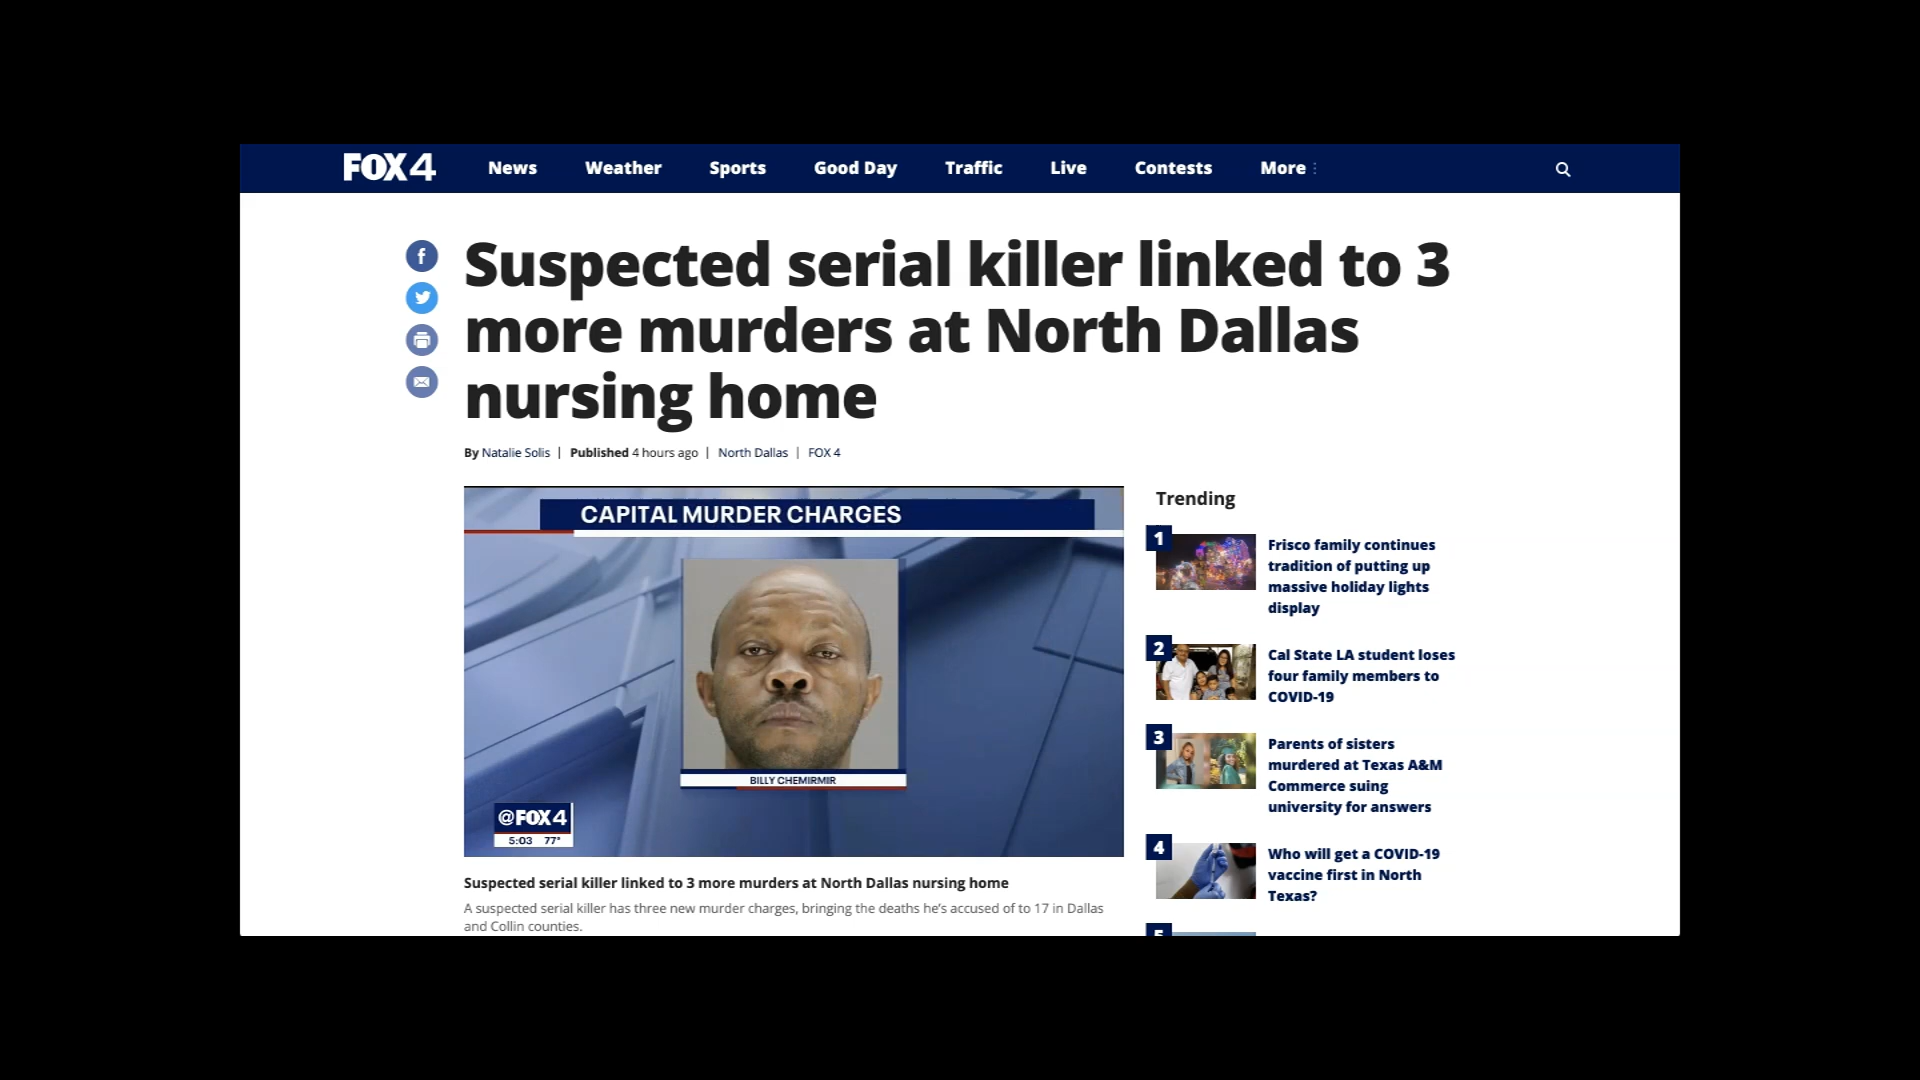 FOX 4 News Weather Sports Good Day Traffic Live Contests More
Suspected serial killer linked to 3
more murders at North Dallas
nursing home
By Natalie Solis | Published 4 hours ago | North Dallas | FOX 4
CAPITAL MURDER CHARGES
BILLY CHEMIRMIR
@FOX4
5:03 77°
Suspected serial killer linked to 3 more murders at North Dallas nursing home
A suspected serial killer has three new murder charges, bringing the deaths he's accused of to 17 in Dallas
and Collin counties.
Trending
1
Frisco family continues
tradition of putting up
massive holiday lights
display
2
Cal State LA student loses
four family members to
COVID-19
3
Parents of sisters
murdered at Texas A&M
Commerce suing
university for answers
4
Who will get a COVID-19
vaccine first in North
Texas?
5